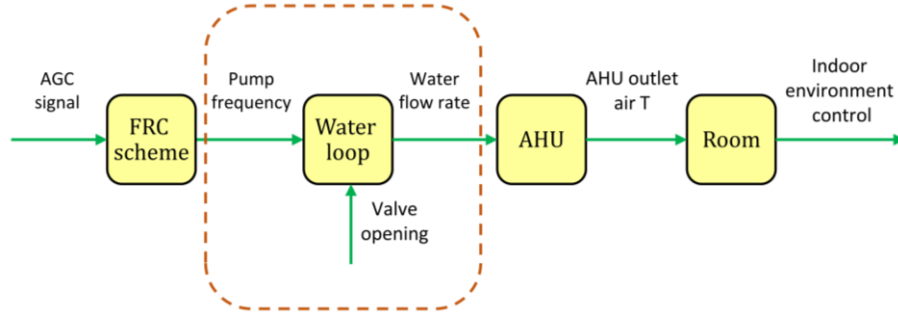 AGC
signal
FRC
scheme
Pump
frequency
Water
loop
Valve
opening
Water
flow rate
AHU
AHU outlet
air T
Room
Indoor
environment
control